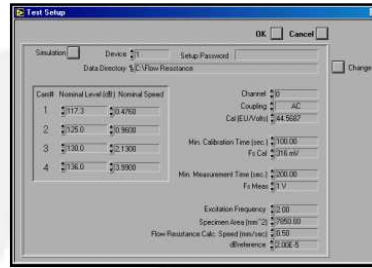 Test Setup
OK Cancel
Simulation Device 1 Setup Password
Data Directory C:\Flow Resistance Change
Cam# Nominal Level (dB) Nominal Speed
1 117.3 0.4760
2 125.0 0.9600
3 130.0 2.1300
4 136.0 3.9900
Channel 0
Coupling AC
Cal (EU/Volts) 44.5687
Min. Calibration Time (sec.) 100.00
Fs Cal 316 mV
Min. Measurement Time (sec.) 200.00
Fs Meas 1 V
Excitation Frequency 2.00
Specimen Area (mm^2) 7850.00
Flow Resistance Calc. Speed (mm/sec) 0.50
dBreference 2.00E-5